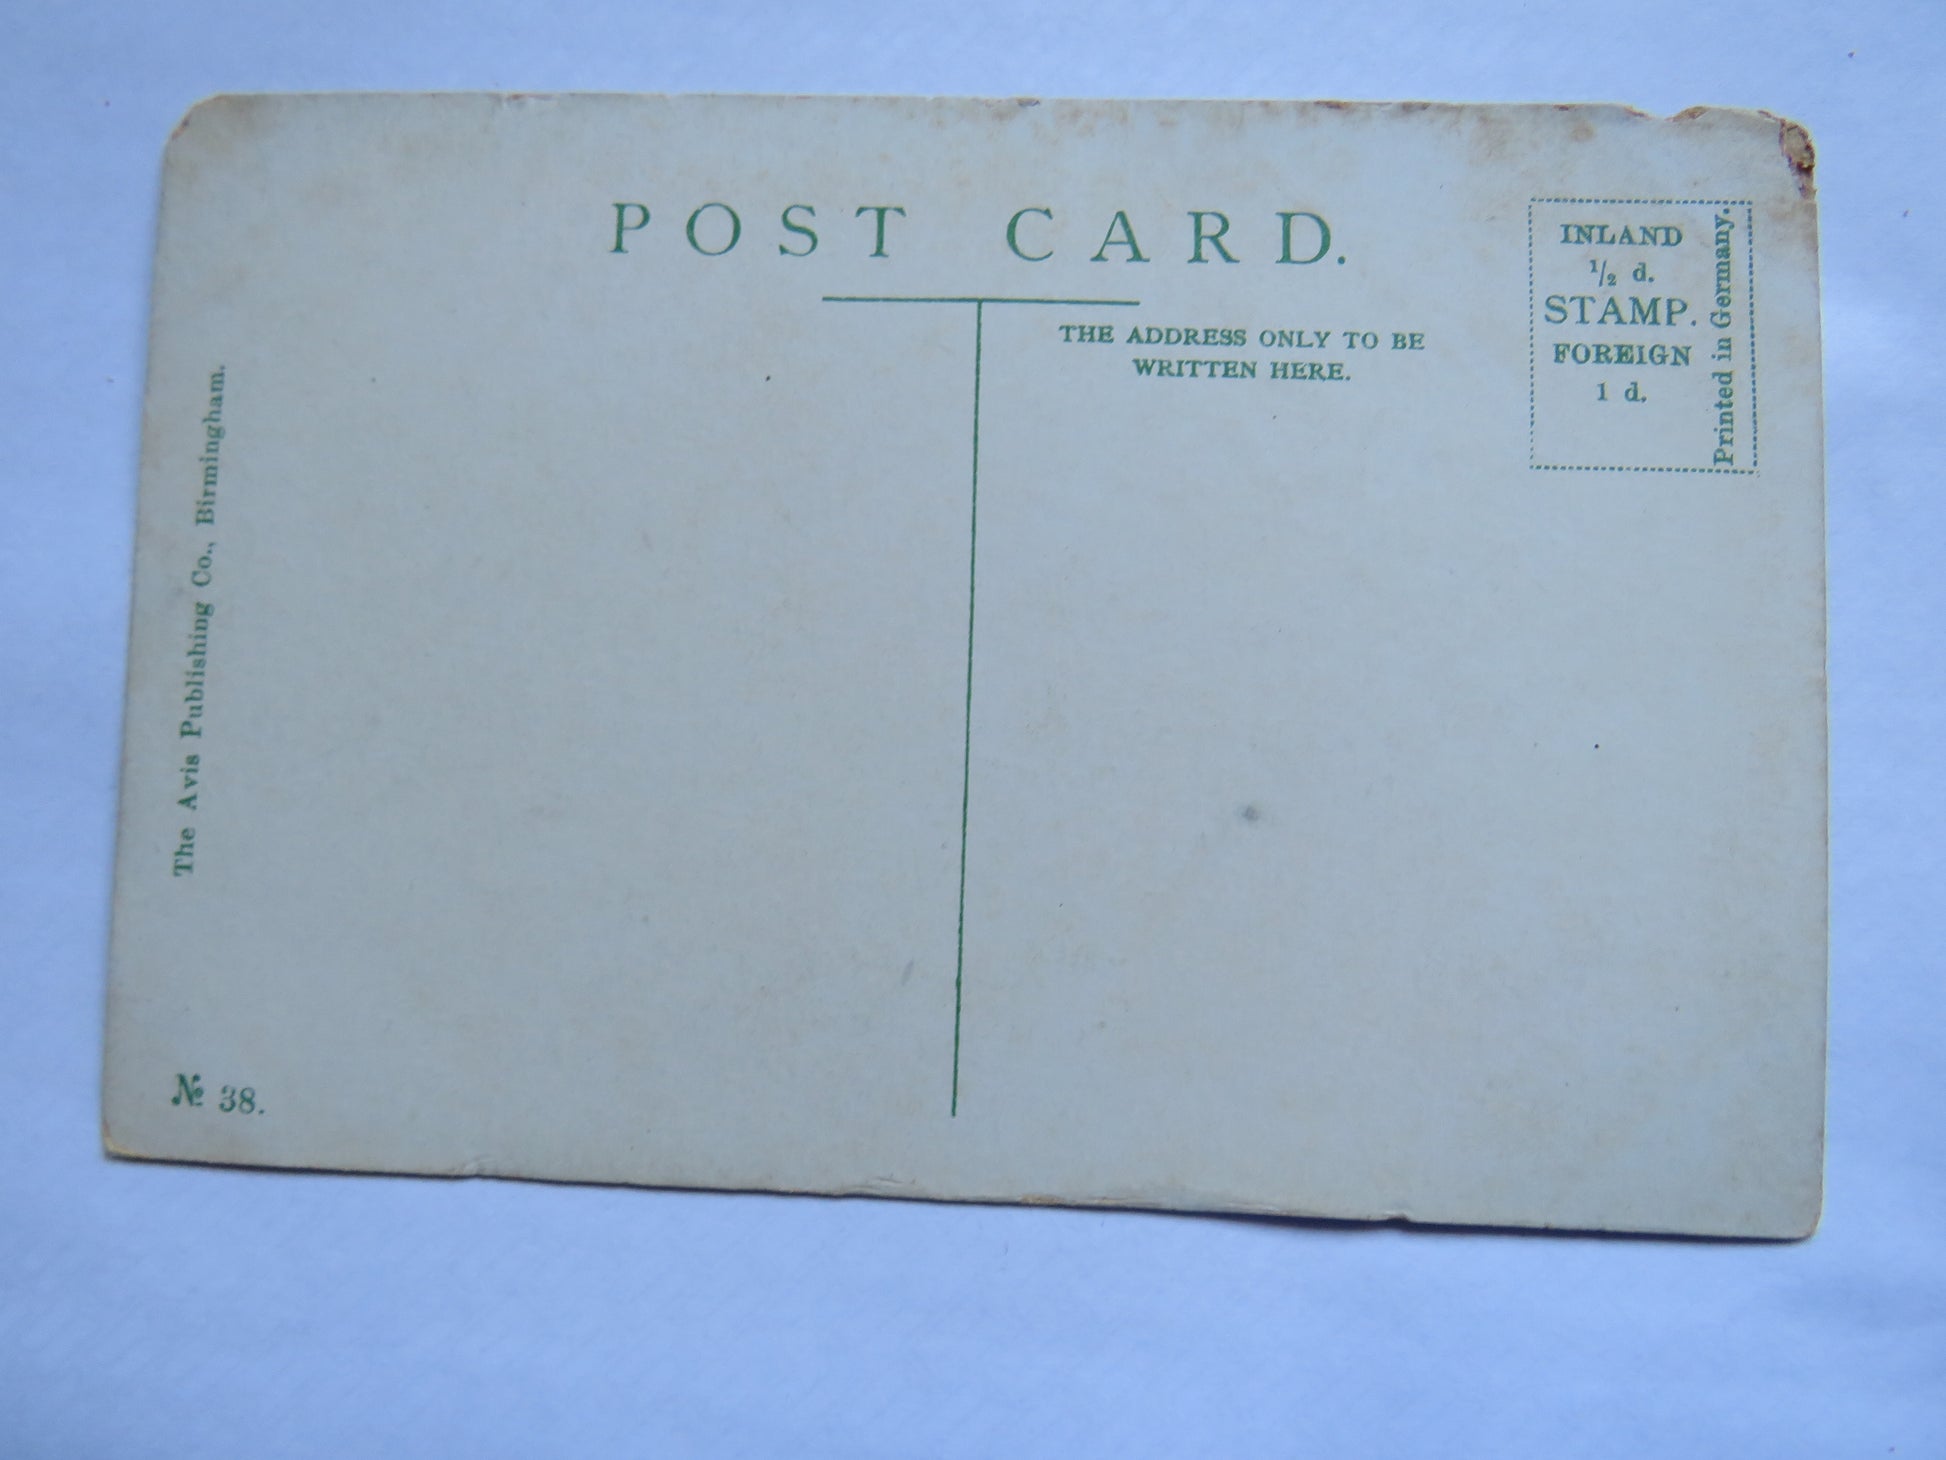 POST CARD.
THE ADDRESS ONLY TO BE
WRITTEN HERE.
INLAND
1/2 d.
STAMP.
FOREIGN
1 d.
Printed in Germany.
The Avis Publishing Co., Birmingham.
№ 38.